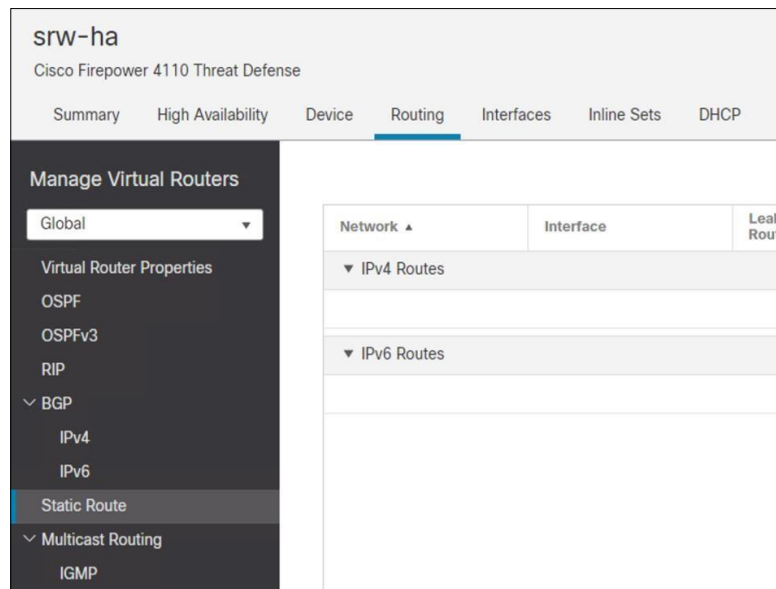 srw-ha
Cisco Firepower 4110 Threat Defense
Summary High Availability Device Routing Interfaces Inline Sets DHCP
Manage Virtual Routers
Global
Virtual Router Properties
OSPF
OSPFv3
RIP
BGP
IPv4
IPv6
Static Route
Multicast Routing
IGMP
Network Interface
IPv4 Routes
IPv6 Routes